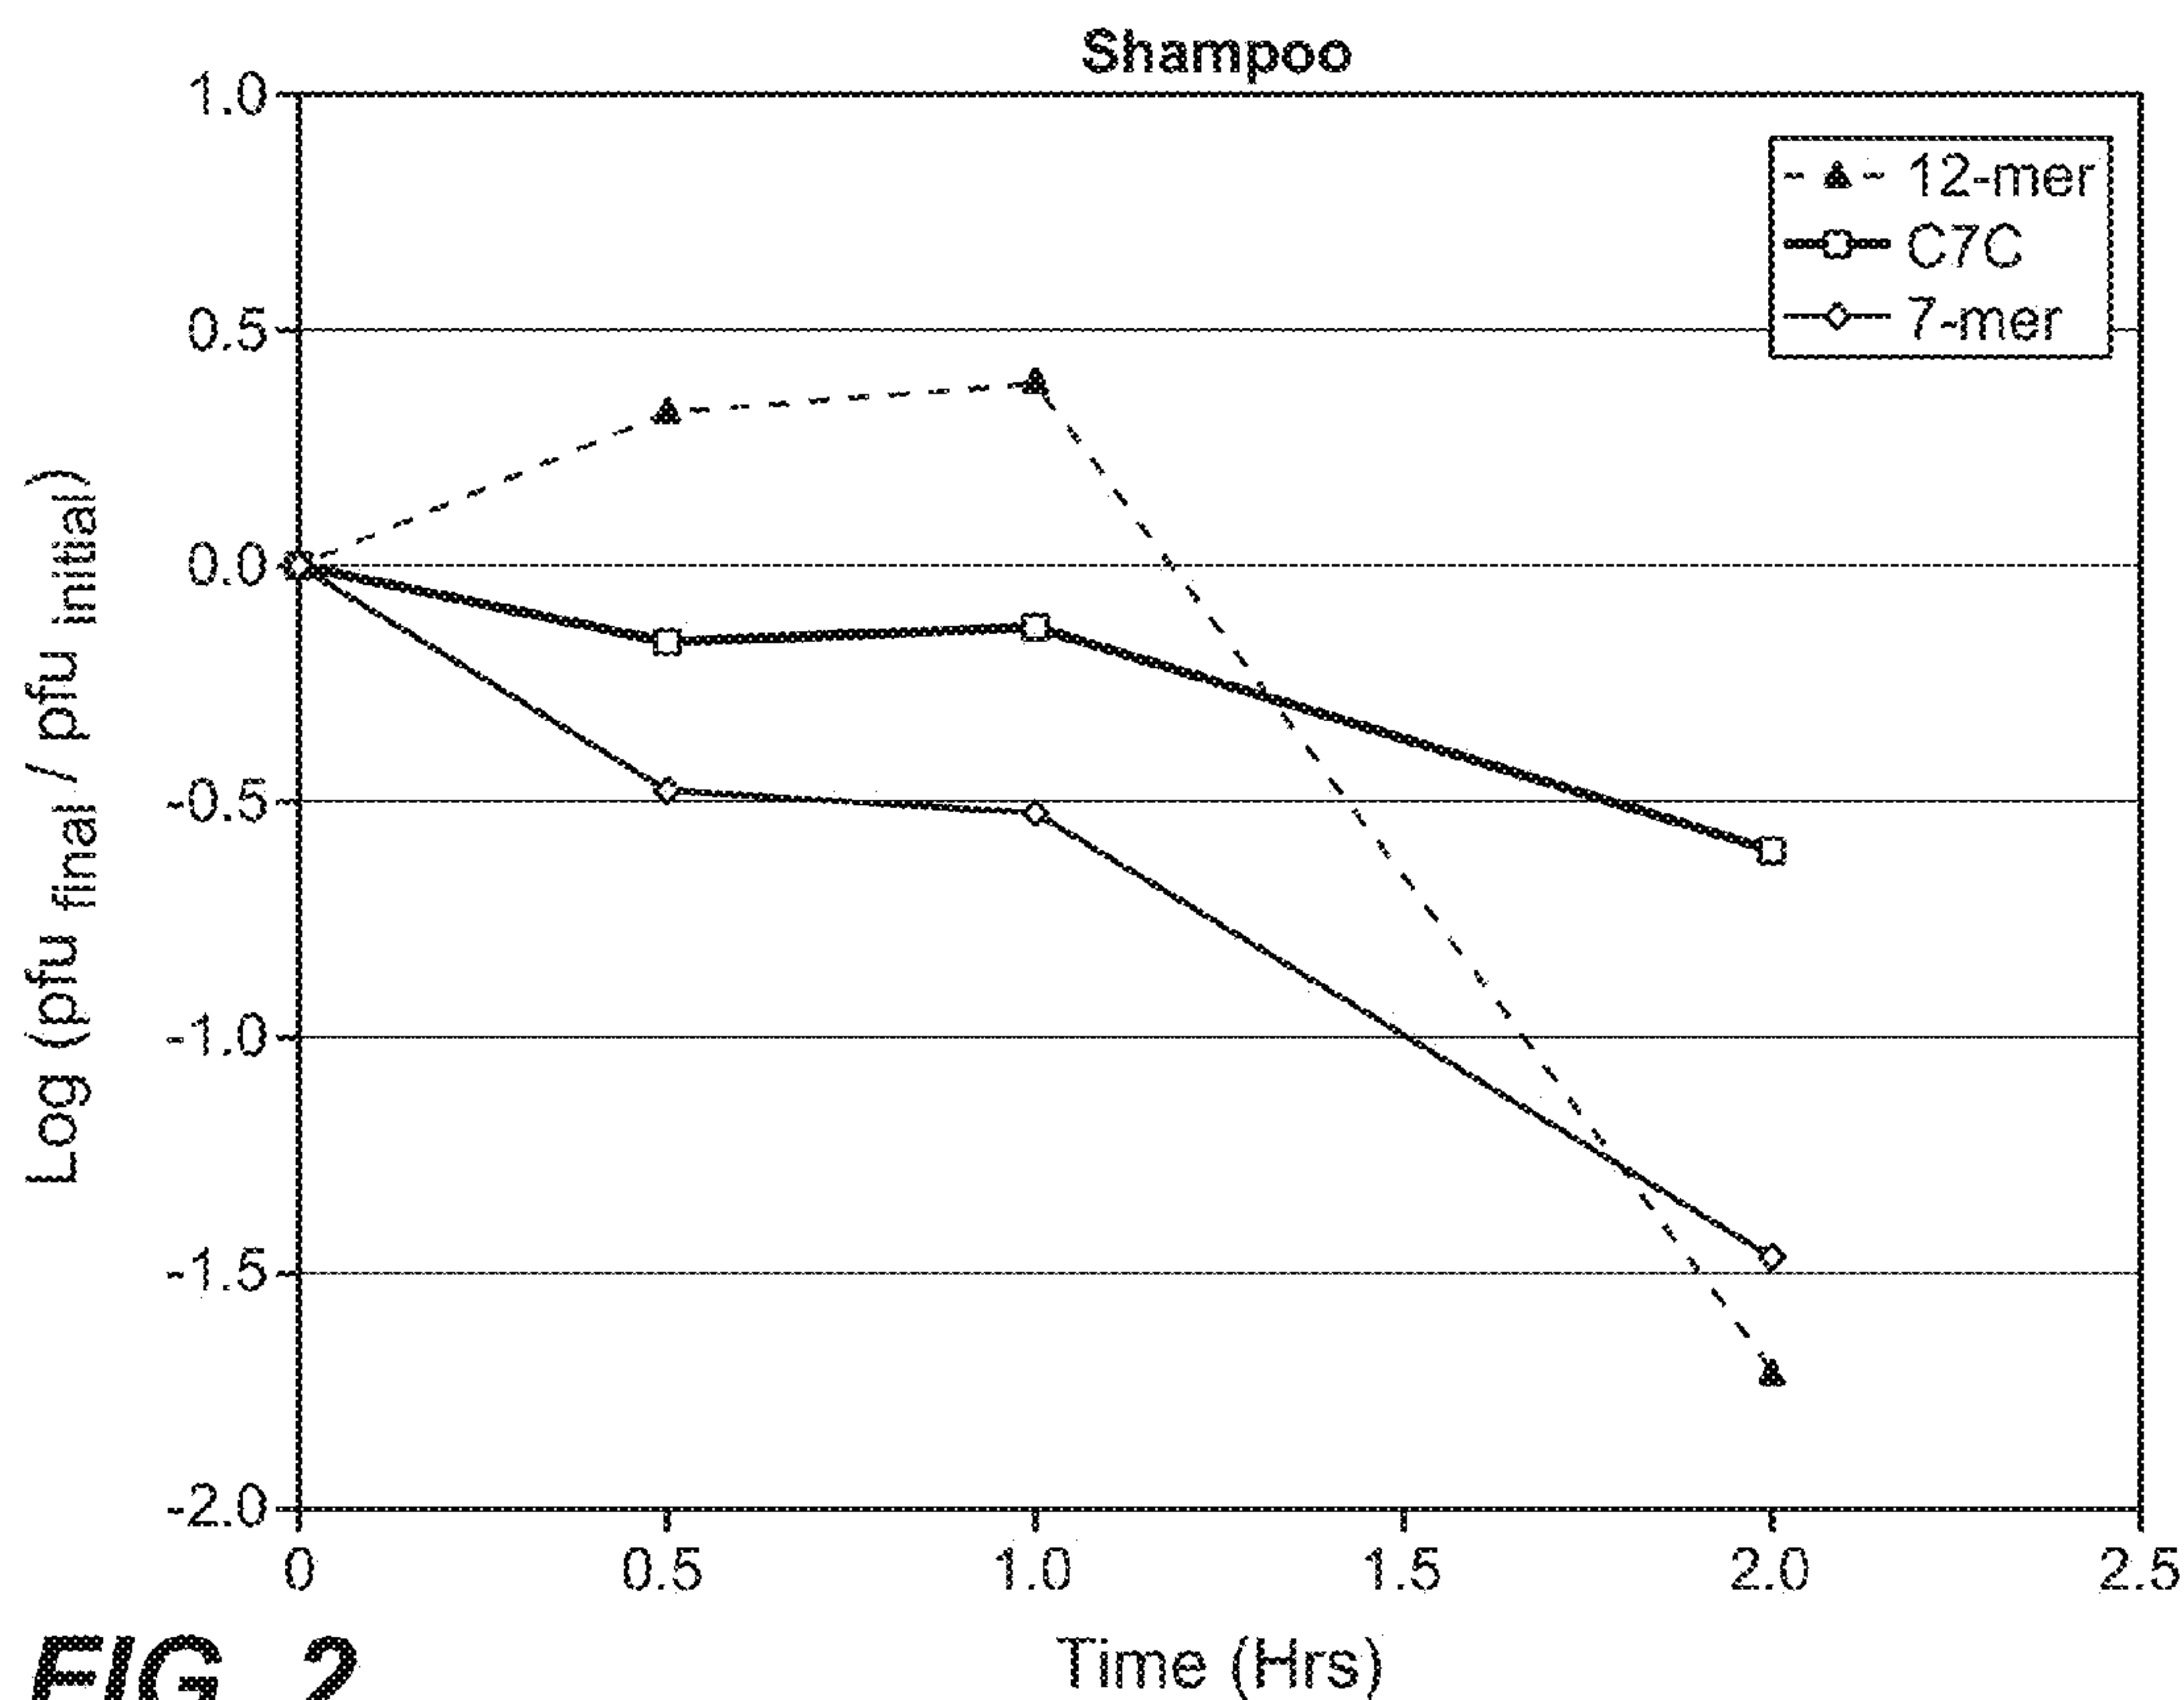 Shampoo
1.0
0.5
0.0
-0.5
-1.0
-1.5
-2.0
Log (pfu final / pfu initial)
12-mer
C7C
7-mer
0 0.5 1.0 1.5 2.0 2.5
Time (Hrs)
FIG. 2